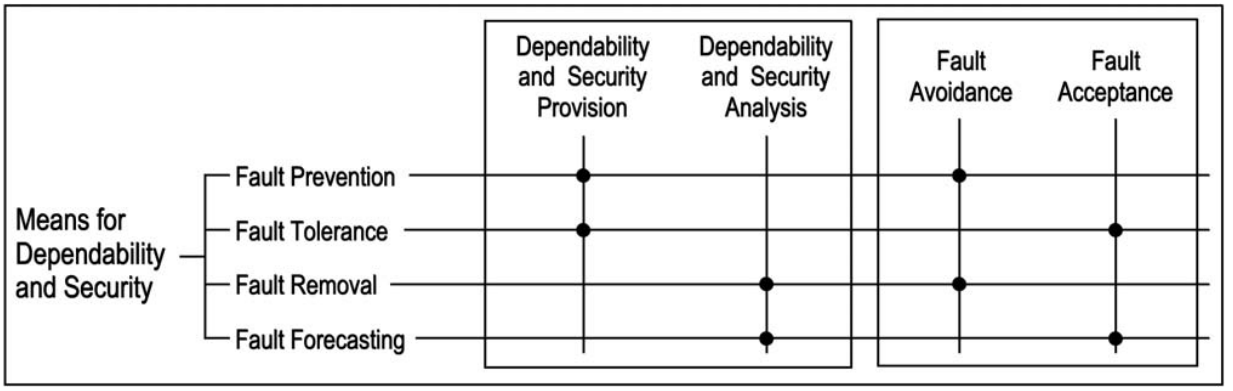 Dependability
and Security
Provision
Dependability
and Security
Analysis
Fault
Avoidance
Fault
Acceptance
Means for
Dependability
and Security
Fault Prevention
Fault Tolerance
Fault Removal
Fault Forecasting